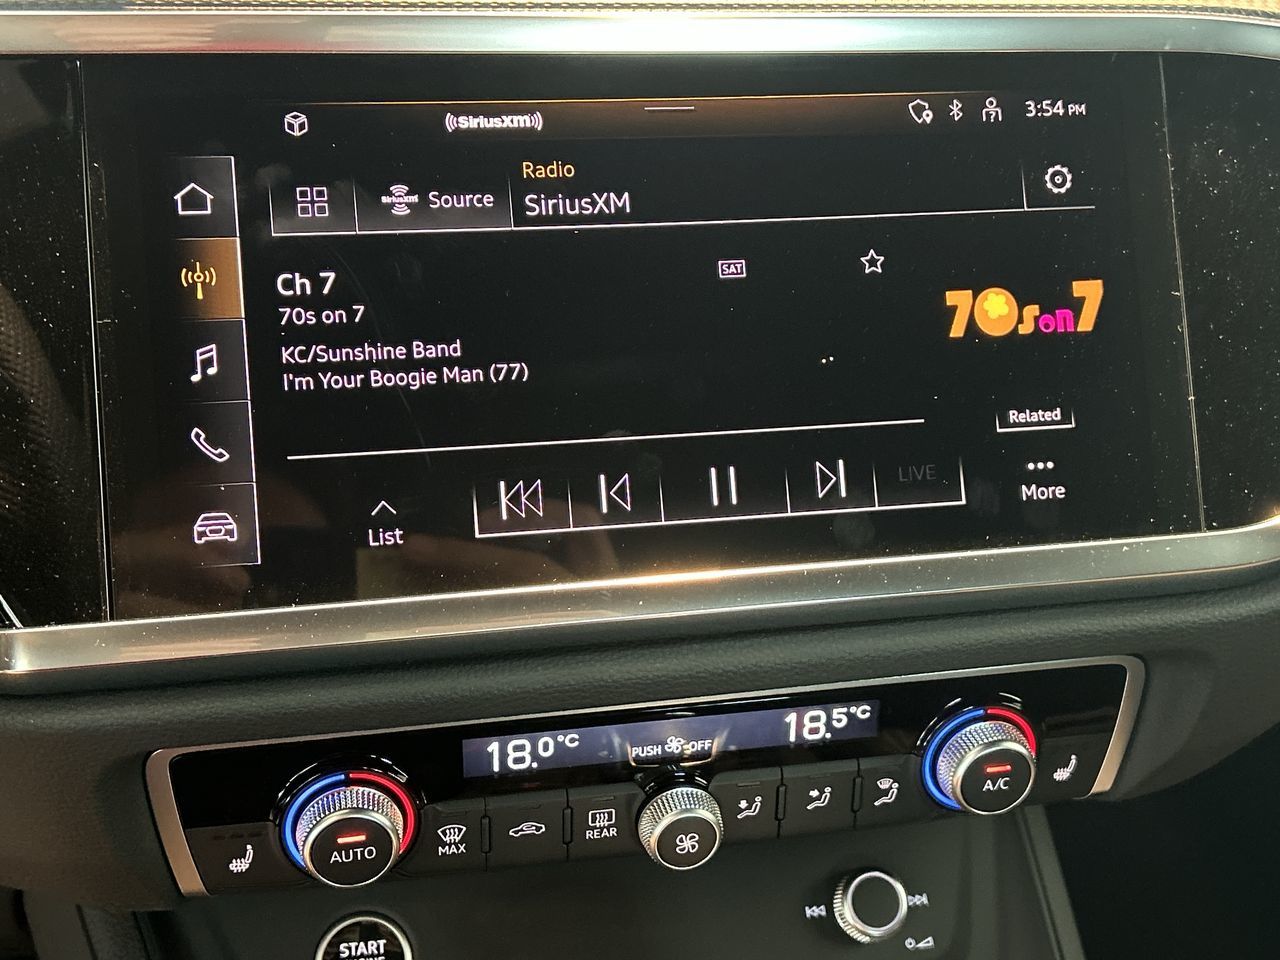 ((SiriusXM))
3:54 PM
SiriusXM
Source
Radio
SiriusXM
Ch 7
70s on 7
SAT
70s on 7
KC/Sunshine Band
I'm Your Boogie Man (77)
Related
List
LIVE
More
18.0°C
PUSH OFF
18.5°C
AUTO
MAX
REAR
A/C
START